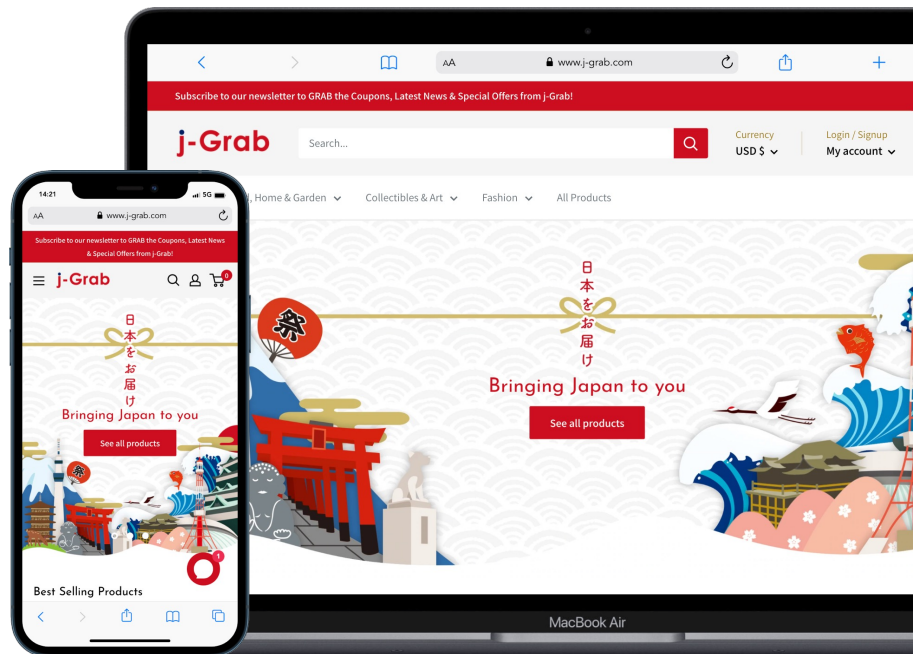 AA
www.j-grab.com
Subscribe to our newsletter to GRAB the Coupons, Latest News & Special Offers from j-Grab!
j-Grab
Search...
Currency
USD $
Login / Signup
My account
Home & Garden
Collectibles & Art
Fashion
All Products
祭
日本をお届け
Bringing Japan to you
See all products
MacBook Air
14:21
5G
AA
www.j-grab.com
Subscribe to our newsletter to GRAB the Coupons, Latest News
& Special Offers from j-Grab!
j-Grab
0
日本をお届け
Bringing Japan to you
See all products
祭
1
Best Selling Products